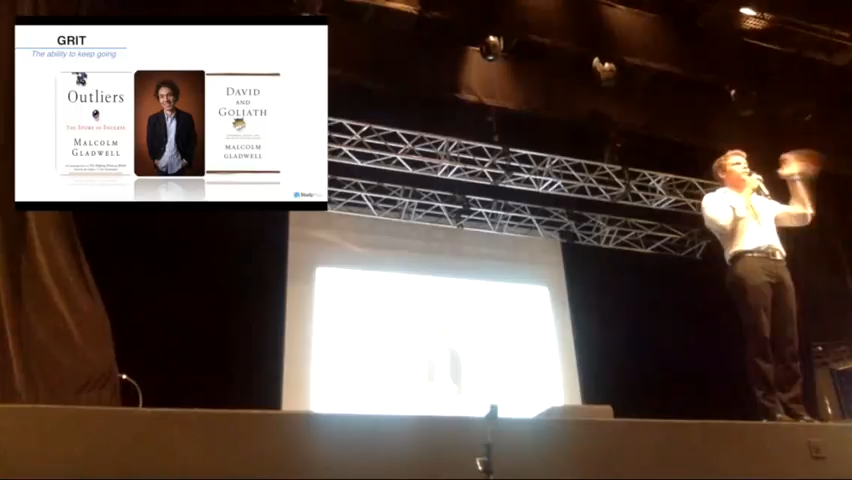 GRIT
The ability to keep going
Outliers
THE STORY OF SUCCESS
MALCOLM
GLADWELL
DAVID
AND
GOLIATH
MALCOLM
GLADWELL